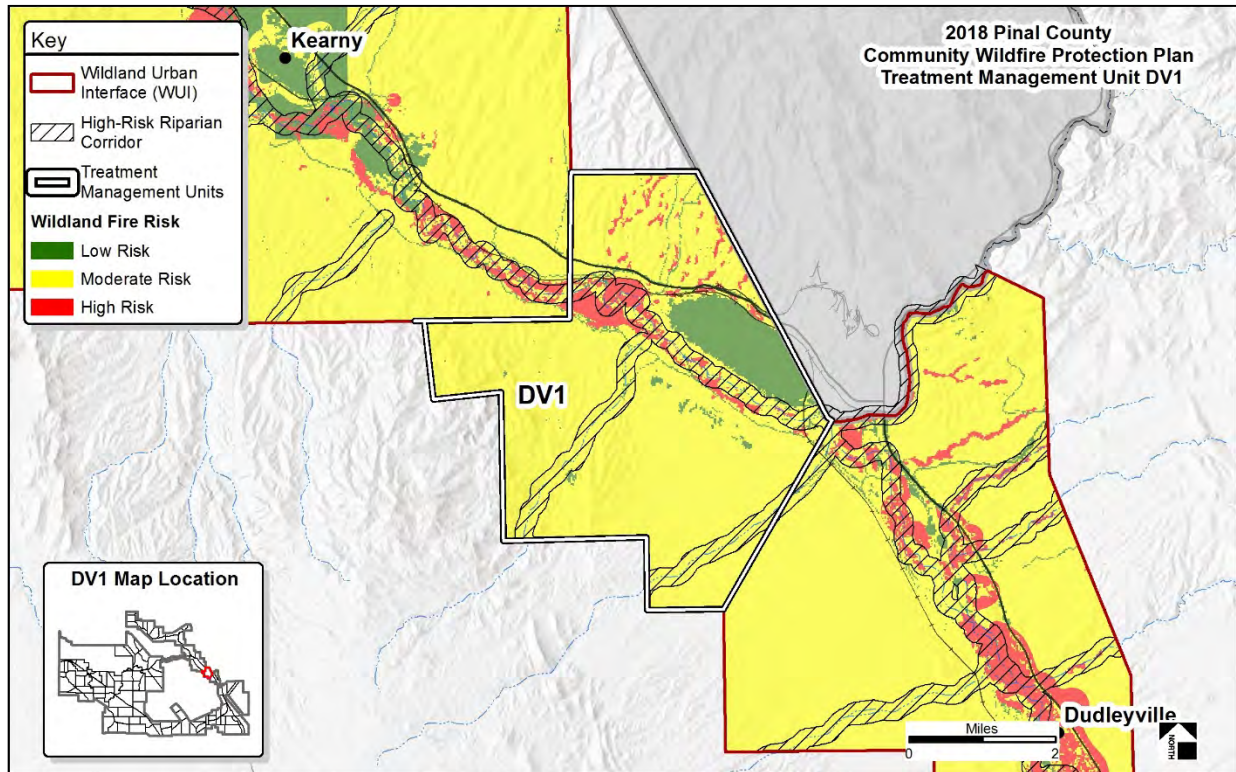 Key
Wildland Urban
Interface (WUI)
High-Risk Riparian
Corridor
Treatment
Management Units
Wildland Fire Risk
Low Risk
Moderate Risk
High Risk
Kearny
2018 Pinal County
Community Wildfire Protection Plan
Treatment Management Unit DV1
DV1
DV1 Map Location
Dudleyville
Miles
0 2
NORTH